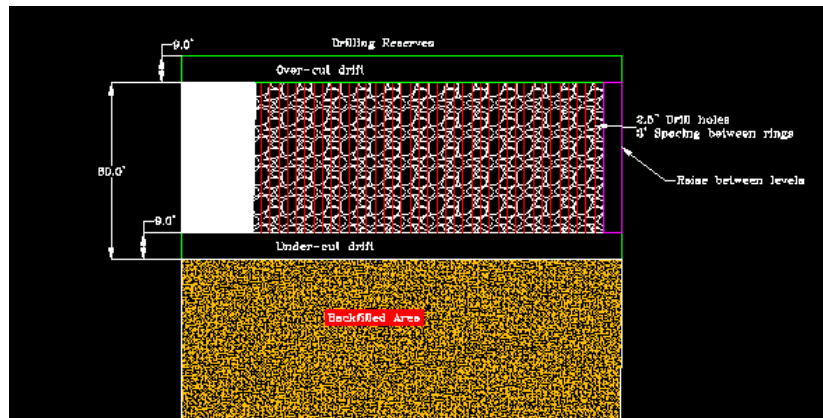 9.0'
Drilling Reserves
Over-cut drift
2.5" Drill holes
3' Spacing between rings
60.0'
Raise between levels
9.0'
Under-cut drift
Backfilled Area